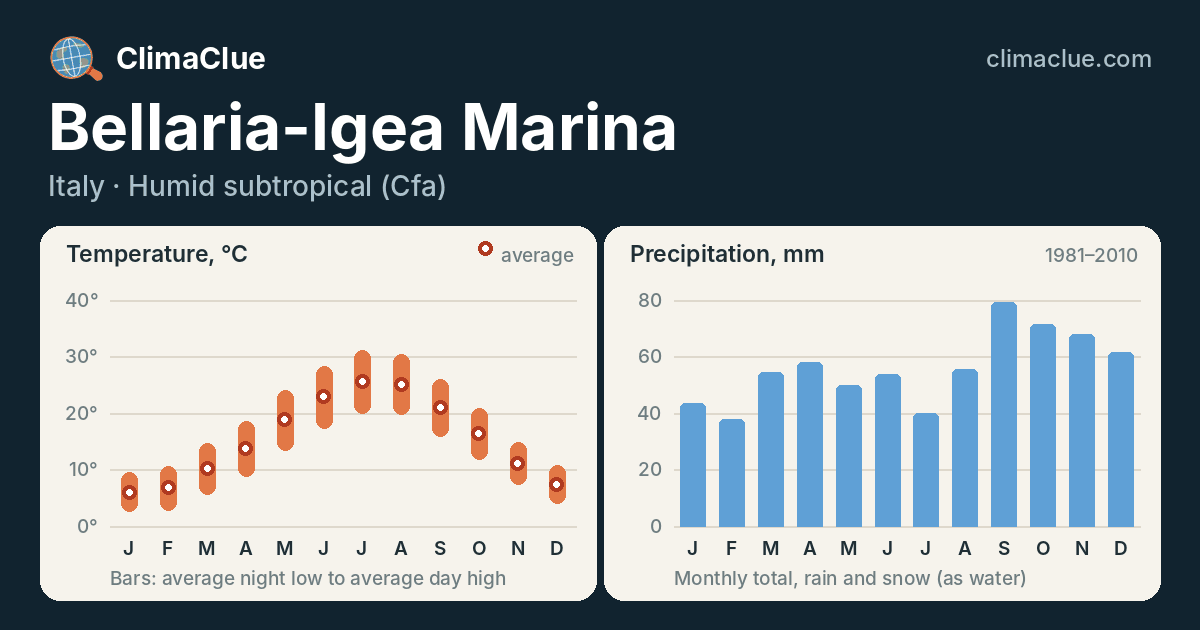 ClimaClue
climaclue.com
Bellaria-Igea Marina
Italy · Humid subtropical (Cfa)
Temperature, °C
average
40°
30°
20°
10°
0°
J F M A M J J A S O N D
Bars: average night low to average day high
Precipitation, mm
1981–2010
80
60
40
20
0
J F M A M J J A S O N D
Monthly total, rain and snow (as water)